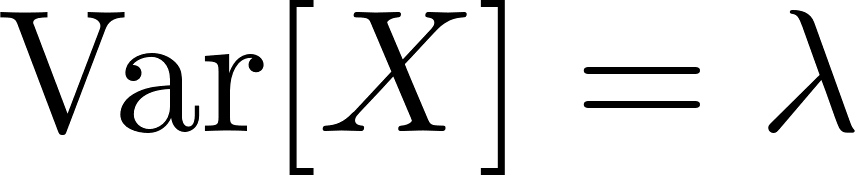 Var[X] = λ